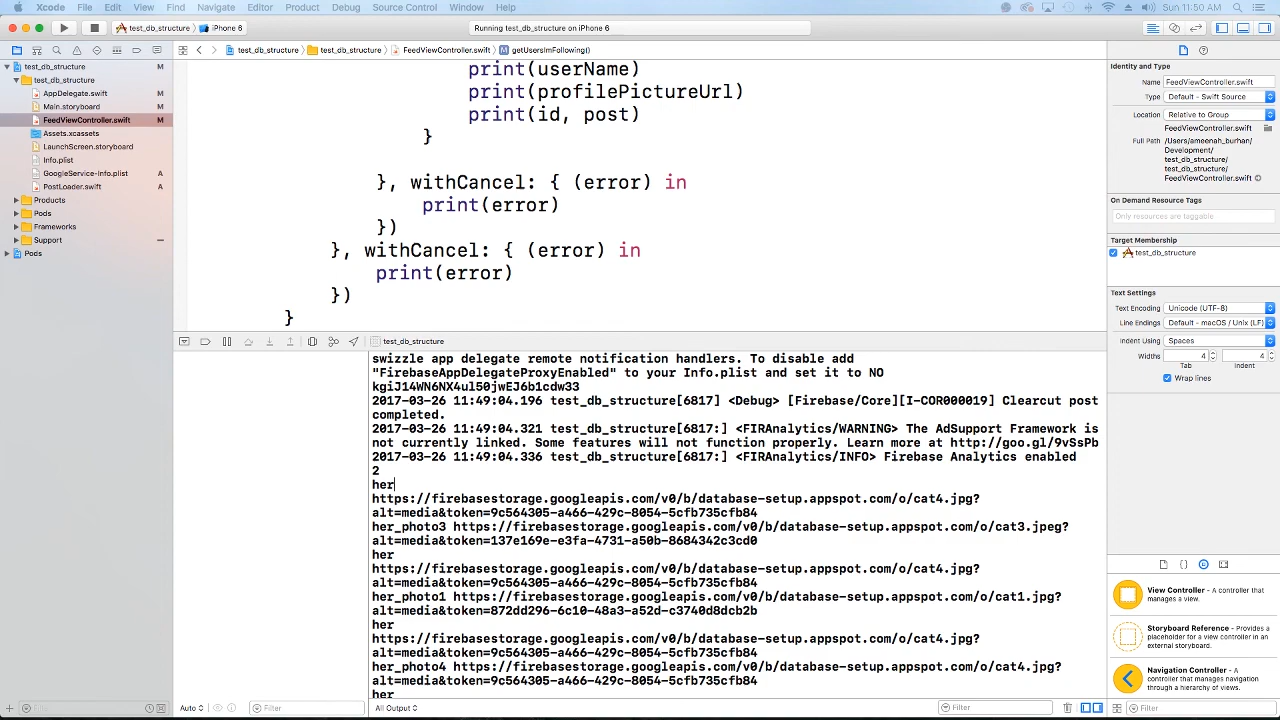 Xcode File Edit View Find Navigate Editor Product Debug Source Control Window Help Sun 11:50 AM
test_db_structure iPhone 6 Running test_db_structure on iPhone 6
test_db_structure test_db_structure FeedViewController.swift M getUsersImFollowing()
test_db_structure M
test_db_structure
AppDelegate.swift M
Main.storyboard M
FeedViewController.swift M
Assets.xcassets
LaunchScreen.storyboard
Info.plist
GoogleService-Info.plist A
PostLoader.swift A
Products
Pods
Frameworks
Support
Pods
print(userName)
print(profilePictureUrl)
print(id, post)
}
}, withCancel: { (error) in
print(error)
})
}, withCancel: { (error) in
print(error)
})
}
test_db_structure
swizzle app delegate remote notification handlers. To disable add
"FirebaseAppDelegateProxyEnabled" to your Info.plist and set it to NO
kgiJ14WN6NX4ul50jwEJ6b1cdw33
2017-03-26 11:49:04.196 test_db_structure[6817] <Debug> [Firebase/Core][I-COR000019] Clearcut post
completed.
2017-03-26 11:49:04.321 test_db_structure[6817:] <FIRAnalytics/WARNING> The AdSupport Framework is
not currently linked. Some features will not function properly. Learn more at http://goo.gl/9vSsPb
2017-03-26 11:49:04.336 test_db_structure[6817:] <FIRAnalytics/INFO> Firebase Analytics enabled
2
her
https://firebasestorage.googleapis.com/v0/b/database-setup.appspot.com/o/cat4.jpg?
alt=media&token=9c564305-a466-429c-8054-5cfb735cfb84
her_photo3 https://firebasestorage.googleapis.com/v0/b/database-setup.appspot.com/o/cat3.jpeg?
alt=media&token=137e169e-e3fa-4731-a50b-8684342c3cd0
her
https://firebasestorage.googleapis.com/v0/b/database-setup.appspot.com/o/cat4.jpg?
alt=media&token=9c564305-a466-429c-8054-5cfb735cfb84
her_photo1 https://firebasestorage.googleapis.com/v0/b/database-setup.appspot.com/o/cat1.jpg?
alt=media&token=872dd296-6c10-48a3-a52d-c3740d8dcb2b
her
https://firebasestorage.googleapis.com/v0/b/database-setup.appspot.com/o/cat4.jpg?
alt=media&token=9c564305-a466-429c-8054-5cfb735cfb84
her_photo4 https://firebasestorage.googleapis.com/v0/b/database-setup.appspot.com/o/cat4.jpg?
alt=media&token=9c564305-a466-429c-8054-5cfb735cfb84
her
Auto Filter All Output Filter
Identity and Type
Name FeedViewController.swift
Type Default - Swift Source
Location Relative to Group
FeedViewController.swift
Full Path /Users/ameenah_burhan/
Development/
test_db_structure/
test_db_structure/
FeedViewController.swift
On Demand Resource Tags
Only resources are taggable
Target Membership
test_db_structure
Text Settings
Text Encoding Unicode (UTF-8)
Line Endings Default - macOS / Unix (LF)
Indent Using Spaces
Widths 4 4
Tab Indent
Wrap lines
View Controller - A controller that
manages a view.
Storyboard Reference - Provides a
placeholder for a view controller in an
external storyboard.
Navigation Controller - A
controller that manages navigation
through a hierarchy of views.
Filter